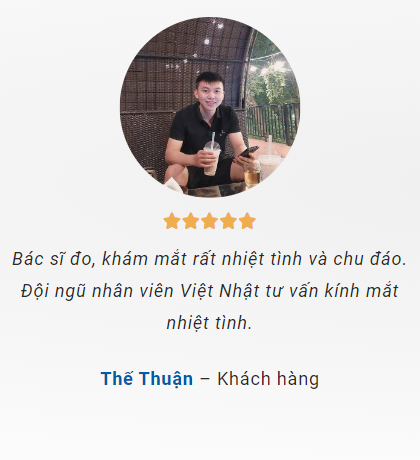 Bác sĩ đo, khám mắt rất nhiệt tình và chu đáo.
Đội ngũ nhân viên Việt Nhật tư vấn kính mắt
nhiệt tình.
Thế Thuận – Khách hàng